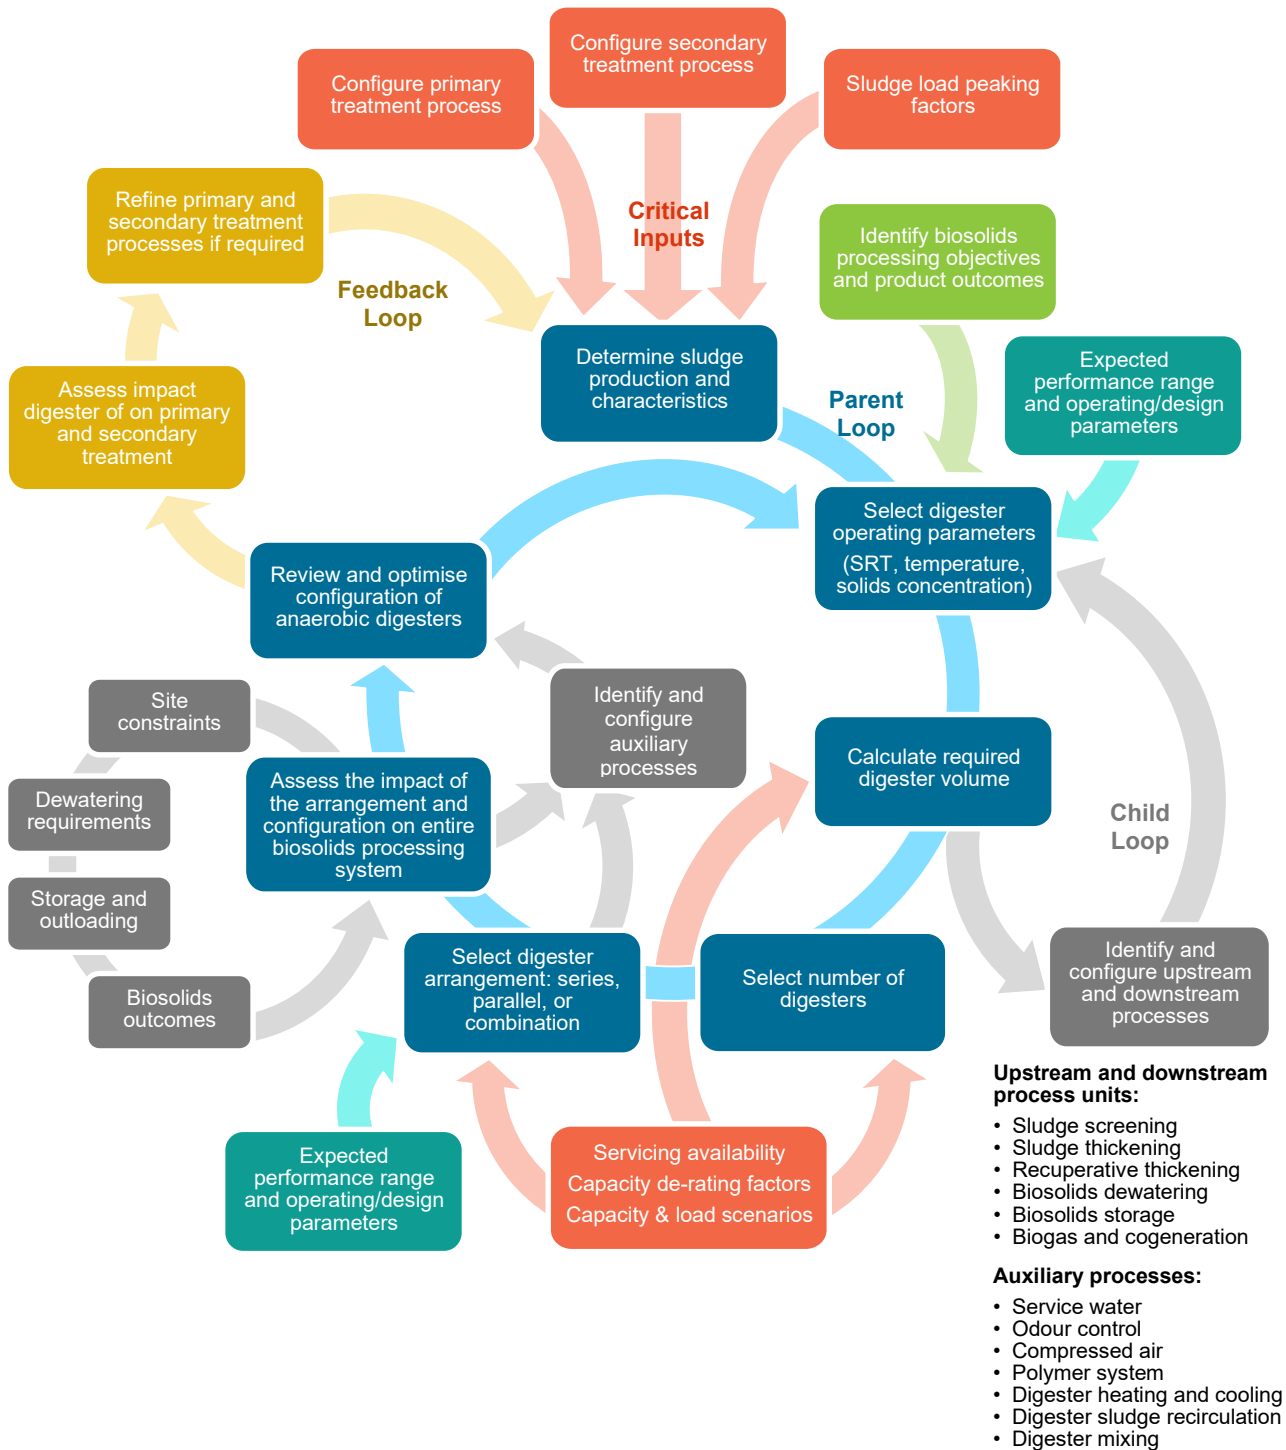 Configure secondary
treatment process
Configure primary
treatment process
Sludge load peaking
factors
Refine primary and
secondary treatment
processes if required
Critical
Inputs
Identify biosolids
processing objectives
and product outcomes
Feedback
Loop
Determine sludge
production and
characteristics
Expected
performance range
and operating/design
parameters
Assess impact
digester of on primary
and secondary
treatment
Parent
Loop
Select digester
operating parameters
(SRT, temperature,
solids concentration)
Review and optimise
configuration of
anaerobic digesters
Site
constraints
Identify and
configure
auxiliary
processes
Calculate required
digester volume
Assess the impact of
the arrangement and
configuration on entire
biosolids processing
system
Dewatering
requirements
Child
Loop
Storage and
outloading
Select digester
arrangement: series,
parallel, or
combination
Select number of
digesters
Identify and
configure upstream
and downstream
processes
Biosolids
outcomes
Expected
performance range
and operating/design
parameters
Servicing availability
Capacity de-rating factors
Capacity & load scenarios
Upstream and downstream
process units:
• Sludge screening
• Sludge thickening
• Recuperative thickening
• Biosolids dewatering
• Biosolids storage
• Biogas and cogeneration
Auxiliary processes:
• Service water
• Odour control
• Compressed air
• Polymer system
• Digester heating and cooling
• Digester sludge recirculation
• Digester mixing